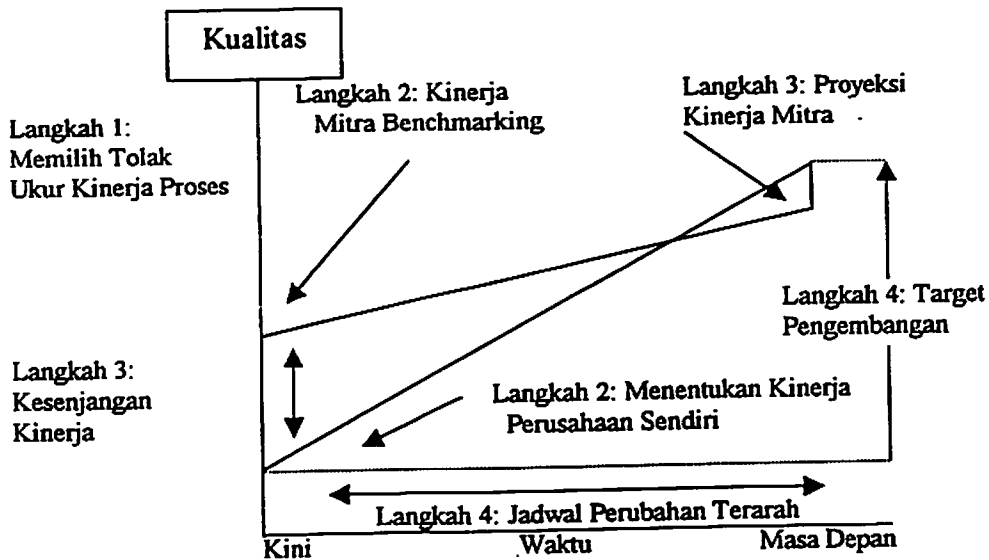 Kualitas
Langkah 1:
Memilih Tolak
Ukur Kinerja Proses
Langkah 2: Kinerja
Mitra Benchmarking
Langkah 3: Proyeksi
Kinerja Mitra
Langkah 4: Target
Pengembangan
Langkah 3:
Kesenjangan
Kinerja
Langkah 2: Menentukan Kinerja
Perusahaan Sendiri
Langkah 4: Jadwal Perubahan Terarah
Kini Waktu Masa Depan